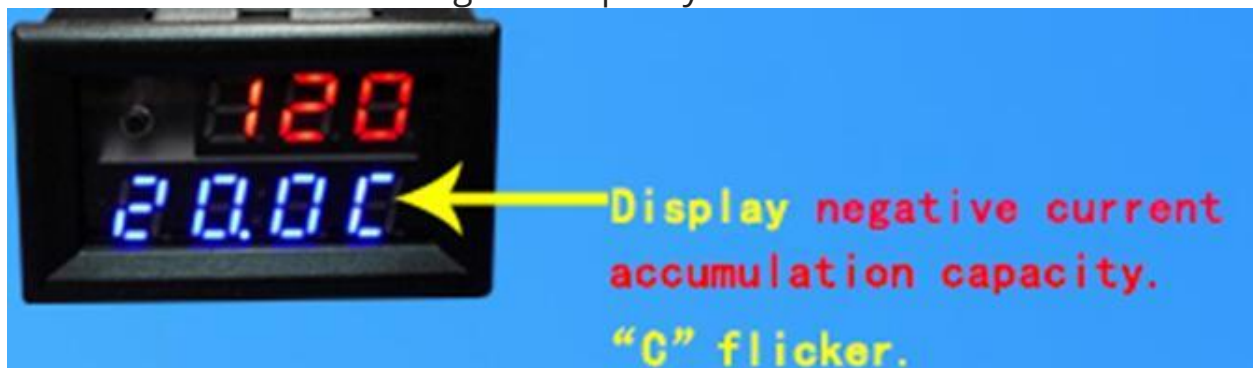 120
20.0C
Display negative current
accumulation capacity.
“C” flicker.